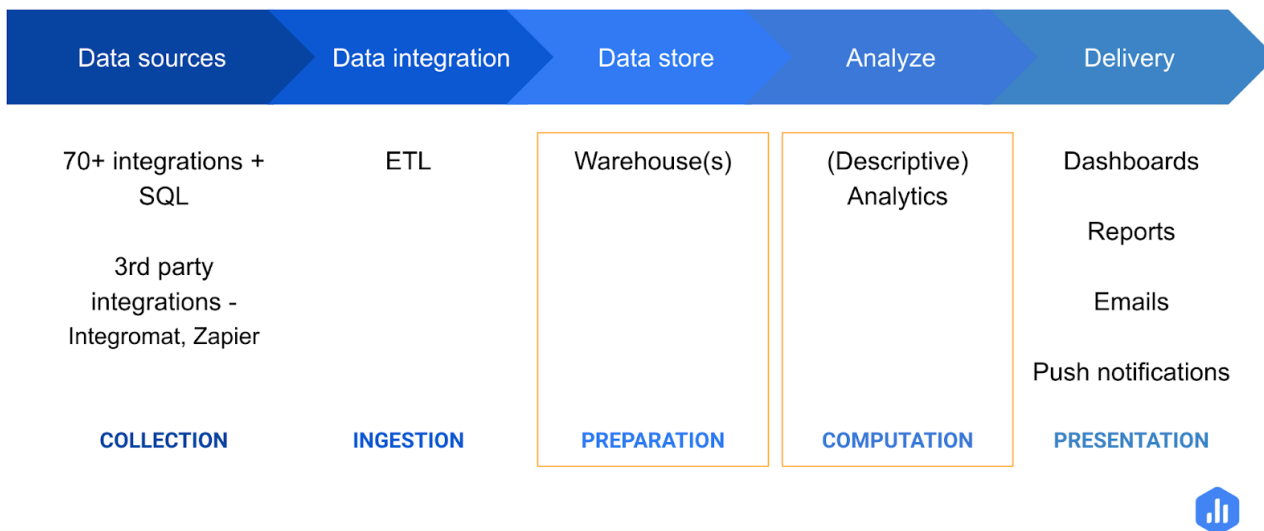 Data sources
Data integration
Data store
Analyze
Delivery
70+ integrations +
SQL
3rd party
integrations -
Integromat, Zapier
ETL
Warehouse(s)
(Descriptive)
Analytics
Dashboards
Reports
Emails
Push notifications
COLLECTION
INGESTION
PREPARATION
COMPUTATION
PRESENTATION